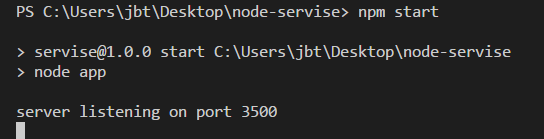 PS C:\Users\jbt\Desktop\node-servise> npm start
> servise@1.0.0 start C:\Users\jbt\Desktop\node-servise
> node app
server listening on port 3500